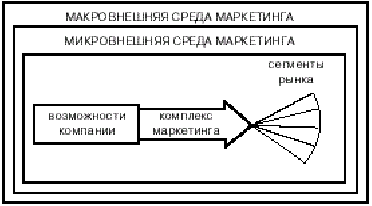 МАКРОВНЕШНЯЯ СРЕДА МАРКЕТИНГА
МИКРОВНЕШНЯЯ СРЕДА МАРКЕТИНГА
сегменты
рынка
возможности
компании
комплекс
маркетинга